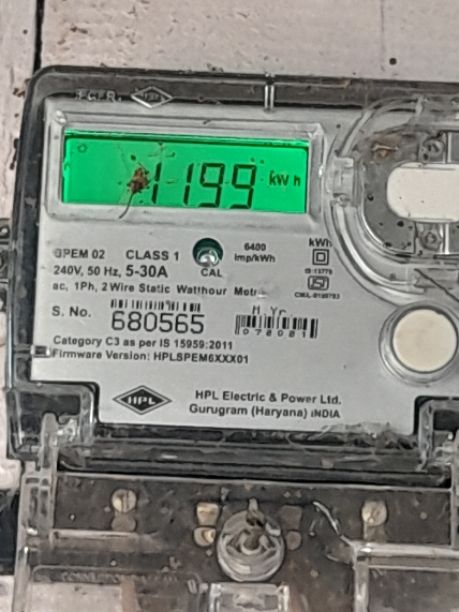 1199 kWh
SPEM 02 CLASS 1 6400 imp/kWh kWh
240V, 50 Hz, 5-30A CAL
ac, 1Ph, 2 Wire Static Watthour Meter
S. No. 680565 M.Yr.
Category C3 as per IS 15959:2011
Firmware Version: HPLSPEM6XXX01
HPL
HPL Electric & Power Ltd.
Gurugram (Haryana) INDIA